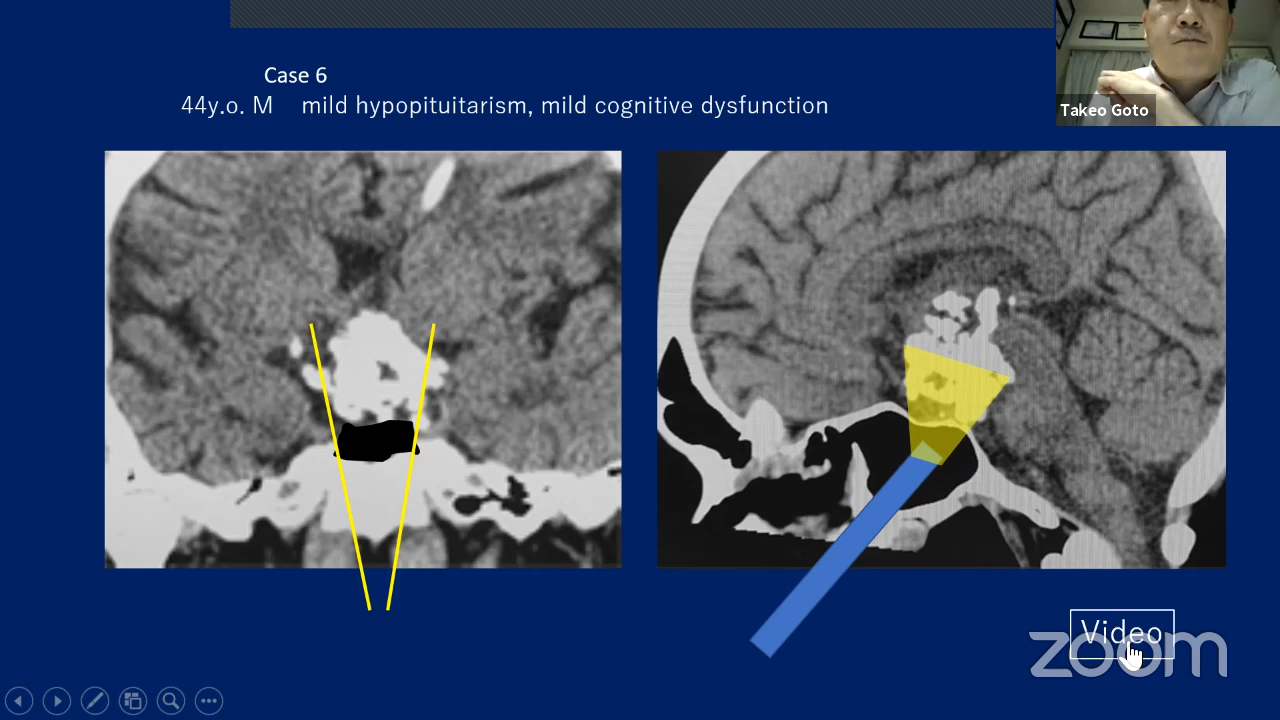 Case 6
44y.o. M mild hypopituitarism, mild cognitive dysfunction
Takeo Goto
Video
zoom